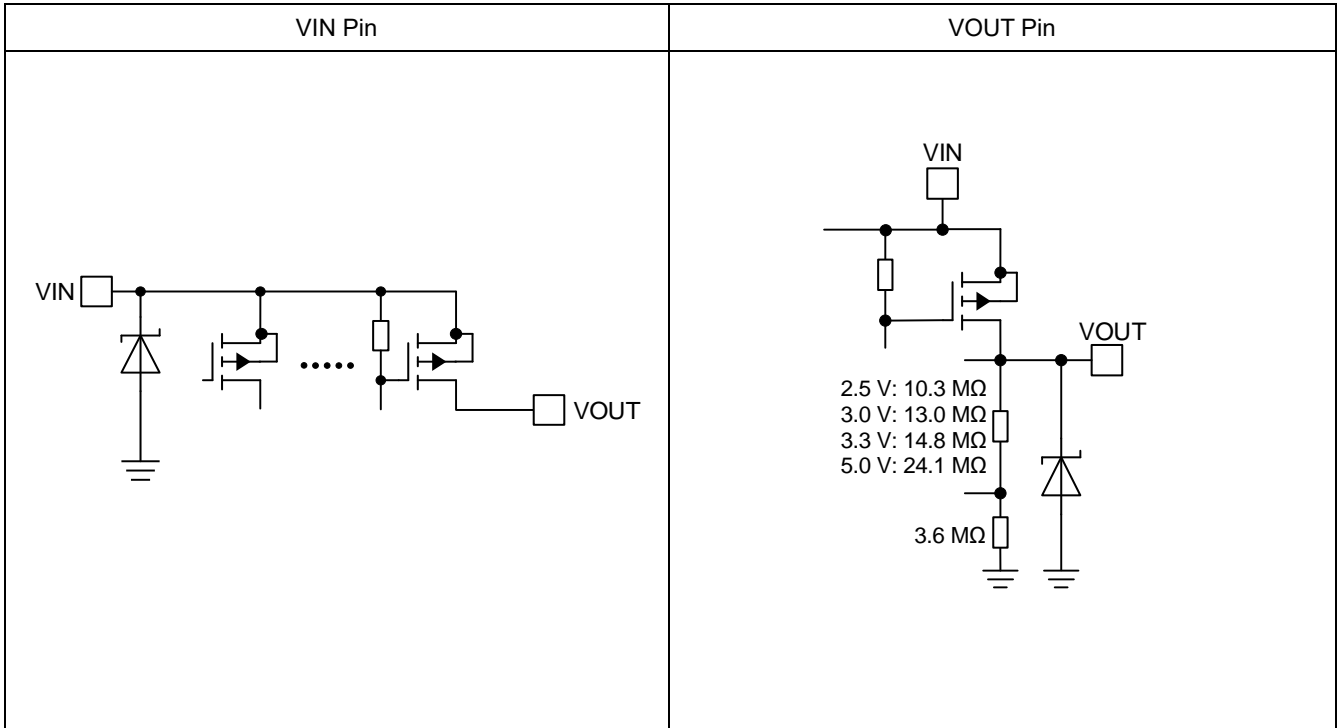 VIN Pin
VOUT Pin
VIN
VOUT
VIN
VOUT
2.5 V: 10.3 MΩ
3.0 V: 13.0 MΩ
3.3 V: 14.8 MΩ
5.0 V: 24.1 MΩ
3.6 MΩ